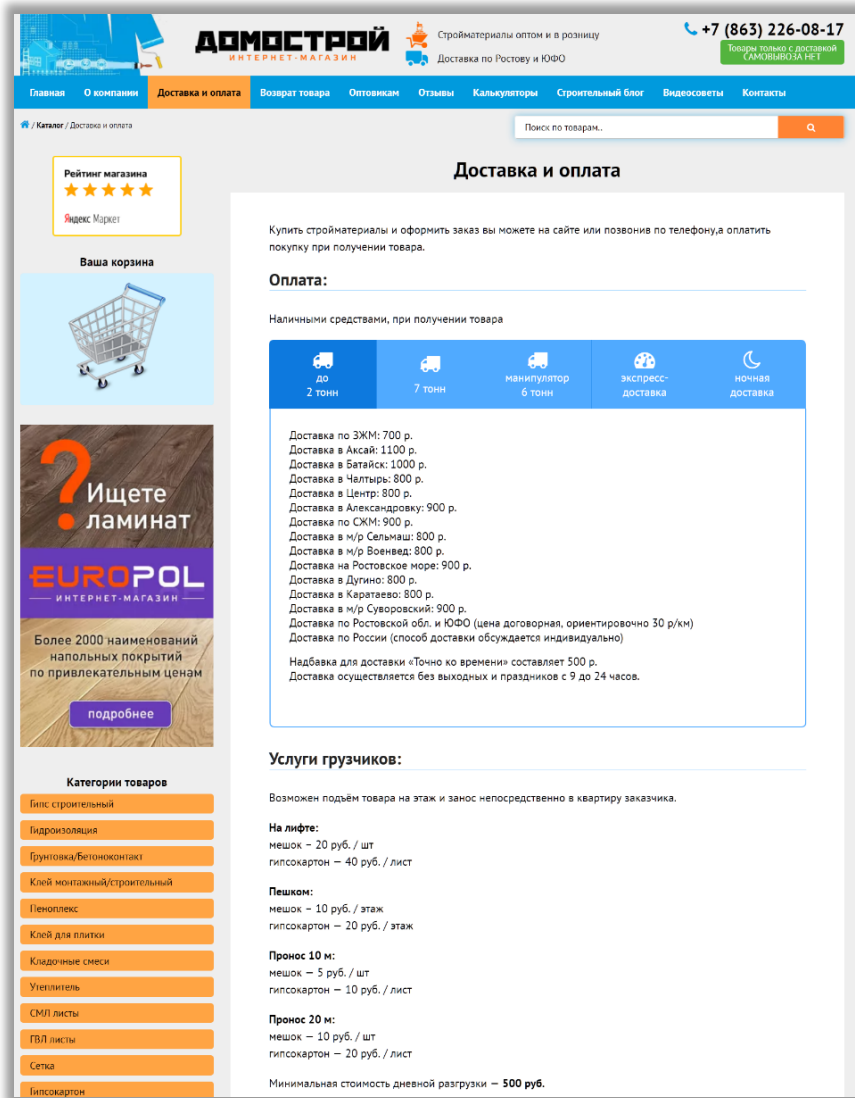 ДОМОСТРОЙ
ИНТЕРНЕТ-МАГАЗИН
Стройматериалы оптом и в розницу
Доставка по Ростову и ЮФО
+7 (863) 226-08-17
Товары только с доставкой
САМОВЫВОЗА НЕТ
Главная О компании Доставка и оплата Возврат товара Оптовикам Отзывы Калькуляторы Строительный блог Видеосоветы Контакты
/ Каталог / Доставка и оплата
Поиск по товарам..
Рейтинг магазина
Яндекс Маркет
Ваша корзина
Ищете
ламинат
EUROPOL
ИНТЕРНЕТ-МАГАЗИН
Более 2000 наименований
напольных покрытий
по привлекательным ценам
подробнее
Категории товаров
Гипс строительный
Гидроизоляция
Грунтовка/Бетоноконтакт
Клей монтажный/строительный
Пеноплекс
Клей для плитки
Кладочные смеси
Утеплитель
СМЛ листы
ГВЛ листы
Сетка
Гипсокартон
Доставка и оплата
Купить стройматериалы и оформить заказ вы можете на сайте или позвонив по телефону,а оплатить
покупку при получении товара.
Оплата:
Наличными средствами, при получении товара
до
2 тонн
7 тонн
манипулятор
6 тонн
экспресс-
доставка
ночная
доставка
Доставка по ЗЖМ: 700 р.
Доставка в Аксай: 1100 р.
Доставка в Батайск: 1000 р.
Доставка в Чалтырь: 800 р.
Доставка в Центр: 800 р.
Доставка в Александровку: 900 р.
Доставка по СЖМ: 900 р.
Доставка в м/р Сельмаш: 800 р.
Доставка в м/р Военвед: 800 р.
Доставка на Ростовское море: 900 р.
Доставка в Дугино: 800 р.
Доставка в Каратаево: 800 р.
Доставка в м/р Суворовский: 900 р.
Доставка по Ростовской обл. и ЮФО (цена договорная, ориентировочно 30 р/км)
Доставка по России (способ доставки обсуждается индивидуально)
Надбавка для доставки «Точно ко времени» составляет 500 р.
Доставка осуществляется без выходных и праздников с 9 до 24 часов.
Услуги грузчиков:
Возможен подъём товара на этаж и занос непосредственно в квартиру заказчика.
На лифте:
мешок – 20 руб. / шт
гипсокартон — 40 руб. / лист
Пешком:
мешок – 10 руб. / этаж
гипсокартон — 20 руб. / этаж
Пронос 10 м:
мешок — 5 руб. / шт
гипсокартон — 10 руб. / лист
Пронос 20 м:
мешок — 10 руб. / шт
гипсокартон — 20 руб. / лист
Минимальная стоимость дневной разгрузки — 500 руб.